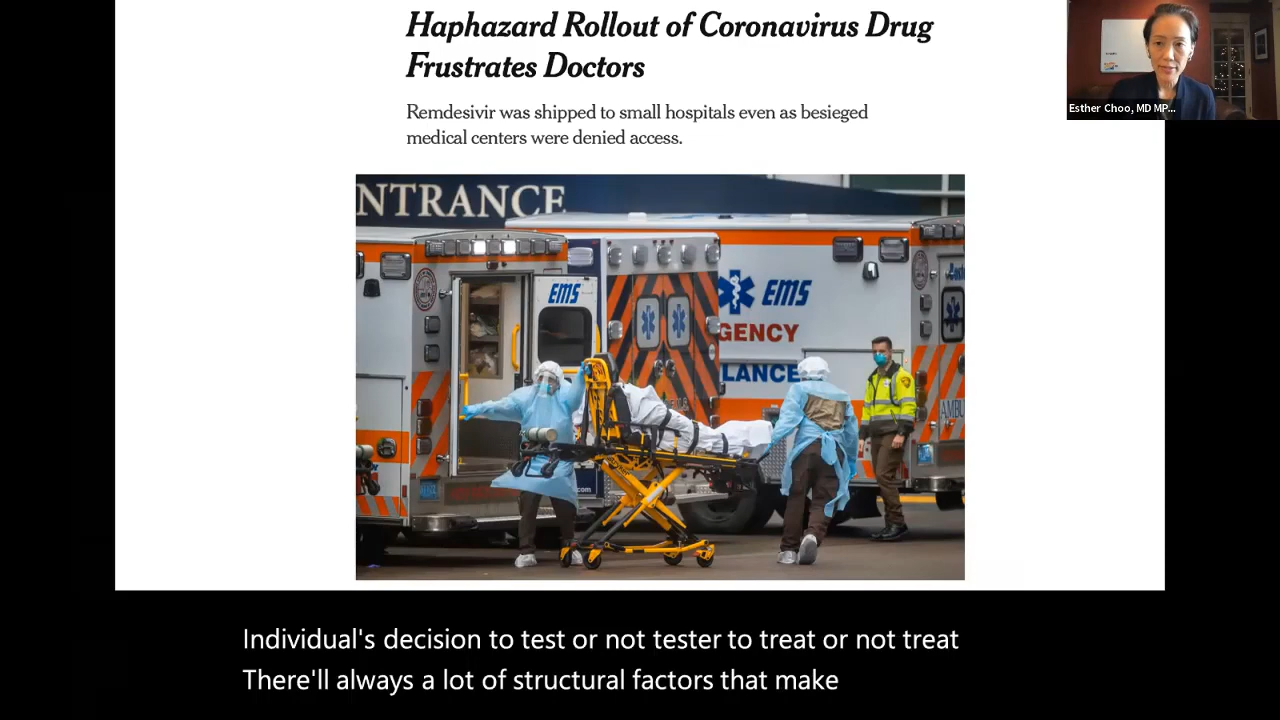 Haphazard Rollout of Coronavirus Drug
Frustrates Doctors
Remdesivir was shipped to small hospitals even as besieged
medical centers were denied access.
Esther Choo, MD MP...
NTRANCE
EMS
EMS
GENCY
LANCE
AMBU
.com
Individual's decision to test or not tester to treat or not treat
There'll always a lot of structural factors that make